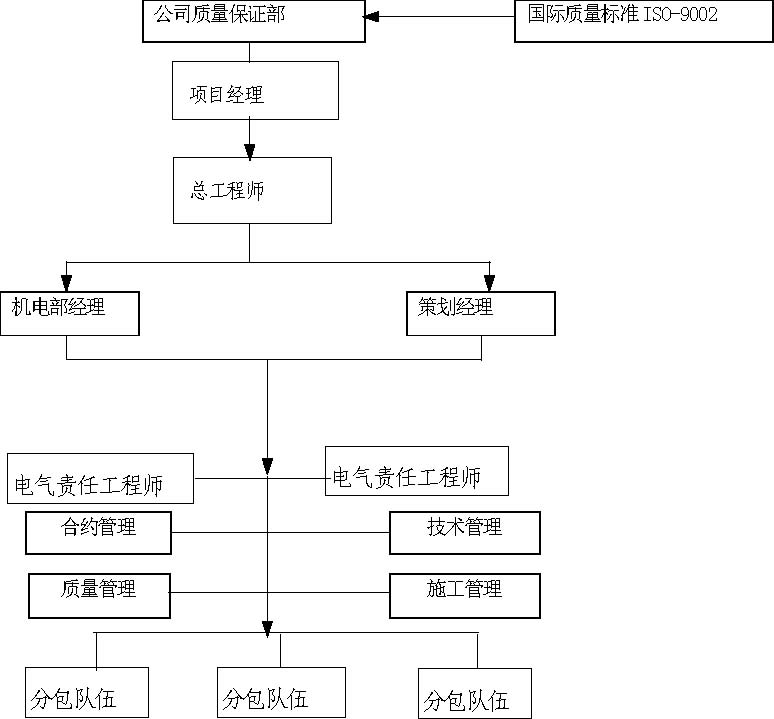 公司质量保证部
国际质量标准ISO-9002
项目经理
总工程师
机电部经理
策划经理
电气责任工程师
电气责任工程师
合约管理
技术管理
质量管理
施工管理
分包队伍
分包队伍
分包队伍